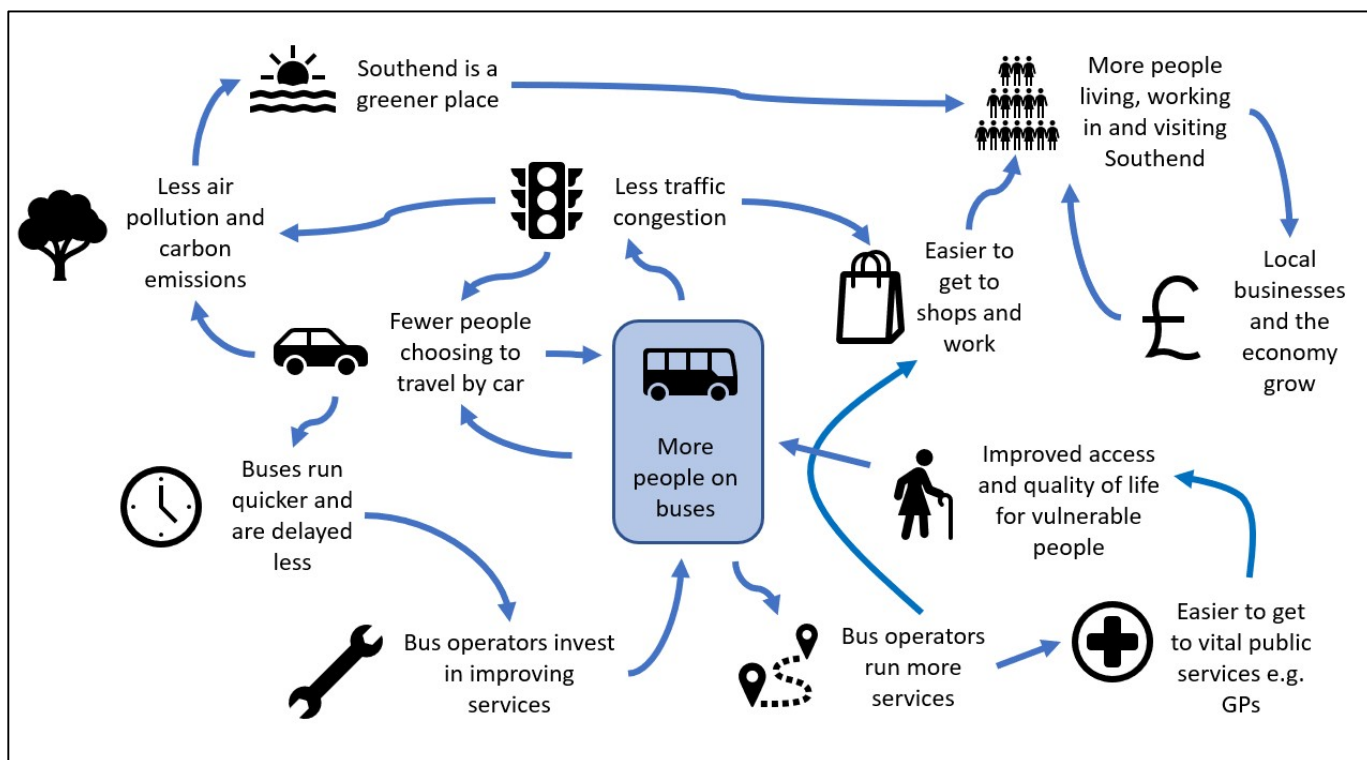 Southend is a
greener place
More people
living, working
in and visiting
Southend
Less air
pollution and
carbon
emissions
Less traffic
congestion
Easier to
get to
shops and
work
Local
businesses
and the
economy
grow
£
Fewer people
choosing to
travel by car
More
people on
buses
Buses run
quicker and
are delayed
less
Improved access
and quality of life
for vulnerable
people
Bus operators invest
in improving
services
Bus operators
run more
services
Easier to get
to vital public
services e.g.
GPs